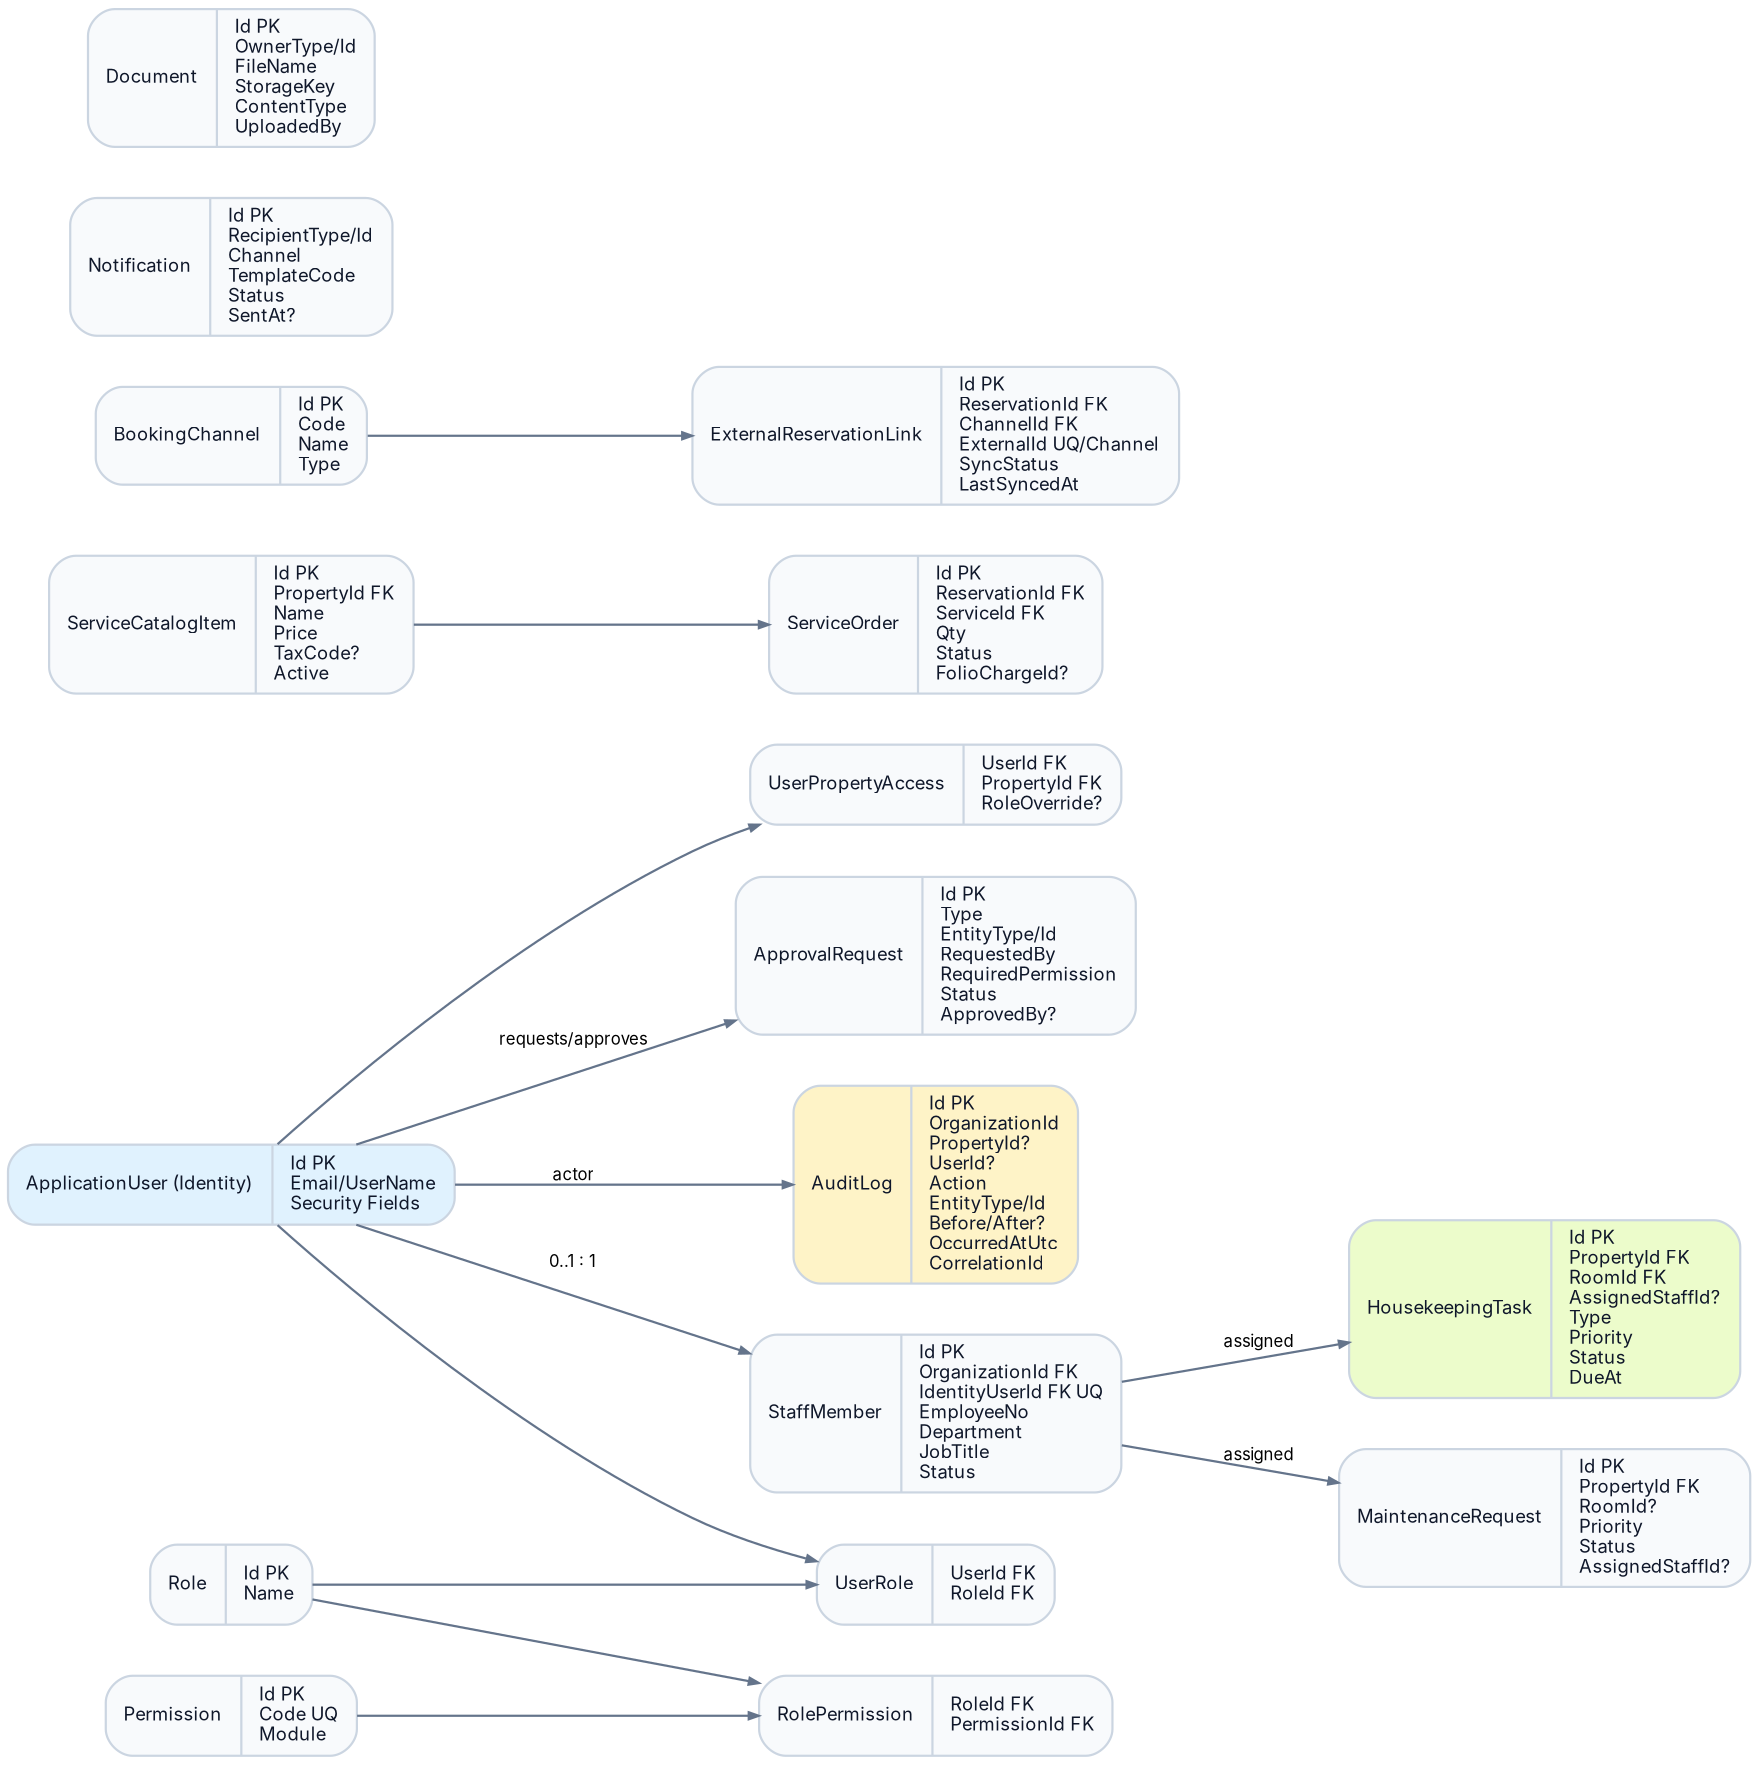 Document
Id PK
OwnerType/Id
FileName
StorageKey
ContentType
UploadedBy
Notification
Id PK
RecipientType/Id
Channel
TemplateCode
Status
SentAt?
BookingChannel
Id PK
Code
Name
Type
ExternalReservationLink
Id PK
ReservationId FK
ChannelId FK
ExternalId UQ/Channel
SyncStatus
LastSyncedAt
ServiceCatalogItem
Id PK
PropertyId FK
Name
Price
TaxCode?
Active
ServiceOrder
Id PK
ReservationId FK
ServiceId FK
Qty
Status
FolioChargeId?
UserPropertyAccess
UserId FK
PropertyId FK
RoleOverride?
ApprovalRequest
Id PK
Type
EntityType/Id
RequestedBy
RequiredPermission
Status
ApprovedBy?
requests/approves
ApplicationUser (Identity)
Id PK
Email/UserName
Security Fields
actor
AuditLog
Id PK
OrganizationId
PropertyId?
UserId?
Action
EntityType/Id
Before/After?
OccurredAtUtc
CorrelationId
0..1 : 1
StaffMember
Id PK
OrganizationId FK
IdentityUserId FK UQ
EmployeeNo
Department
JobTitle
Status
assigned
HousekeepingTask
Id PK
PropertyId FK
RoomId FK
AssignedStaffId?
Type
Priority
Status
DueAt
assigned
MaintenanceRequest
Id PK
PropertyId FK
RoomId?
Priority
Status
AssignedStaffId?
Role
Id PK
Name
UserRole
UserId FK
RoleId FK
Permission
Id PK
Code UQ
Module
RolePermission
RoleId FK
PermissionId FK